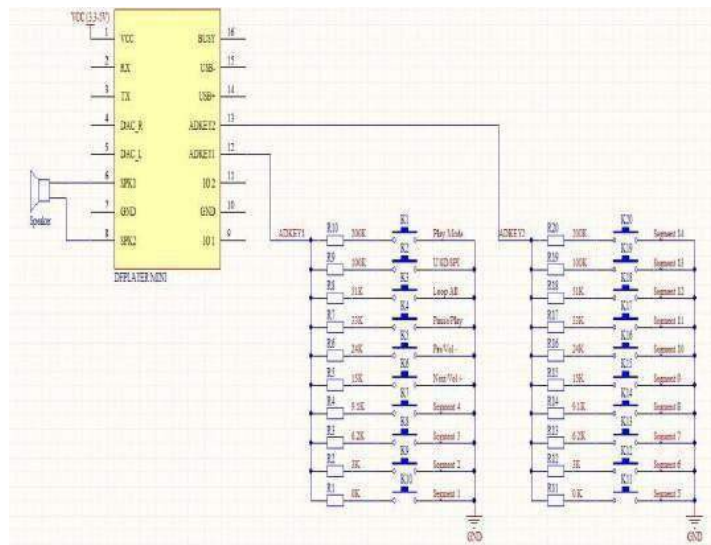 VCC (3.3-5V)
1 VCC BUSY 16
2 RX USB- 15
3 TX USB+ 14
4 DAC_R ADKEY2 13
5 DAC_L ADKEY1 12
6 SPK1 IO 2 11
7 GND GND 10
8 SPK2 IO 1 9
Speaker
DFPLAYER MINI
ADKEY1
R10 200K K1 Play Mode
R9 100K K2 U/SD/SPI
R8 51K K3 Loop All
R7 33K K4 Pause/Play
R6 24K K5 Pre/Vol-
R5 15K K6 Next/Vol+
R4 9.1K K7 Segment 4
R3 6.2K K8 Segment 3
R2 3K K9 Segment 2
R1 0K K10 Segment 1
GND
ADKEY2
R20 200K K20 Segment 14
R19 100K K19 Segment 13
R18 51K K18 Segment 12
R17 33K K17 Segment 11
R16 24K K16 Segment 10
R15 15K K15 Segment 9
R14 9.1K K14 Segment 8
R13 6.2K K13 Segment 7
R12 3K K12 Segment 6
R11 0K K11 Segment 5
GND